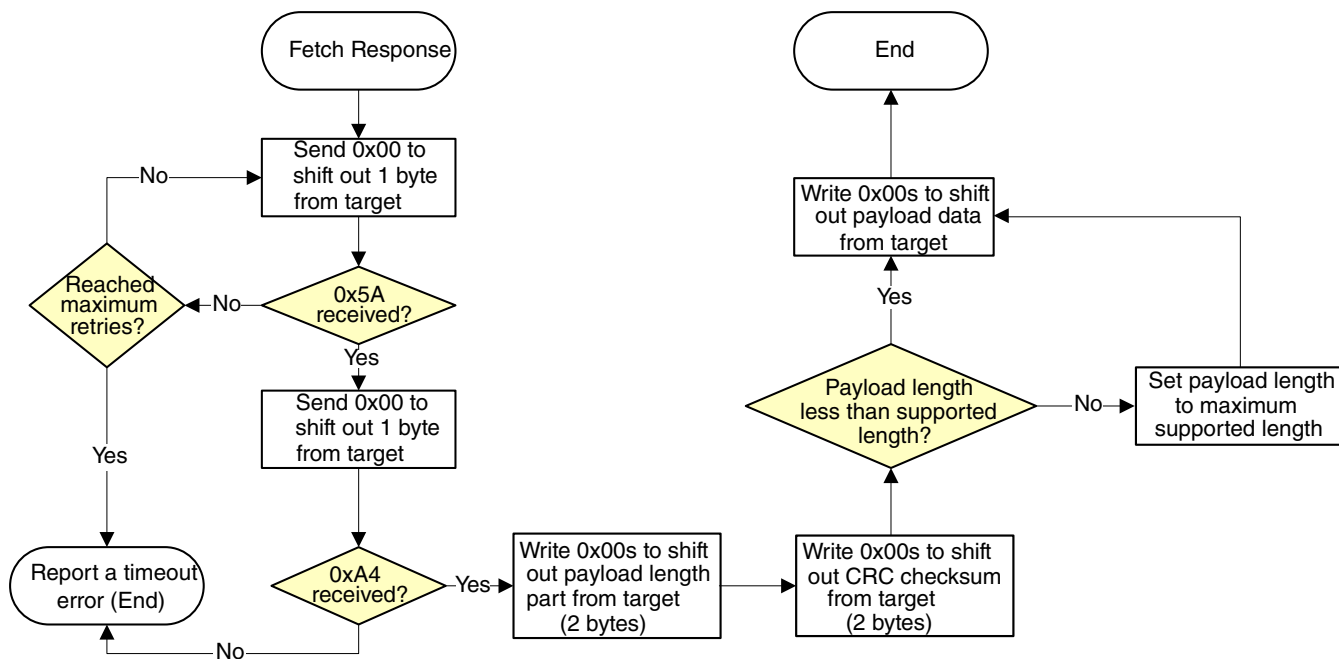 Fetch Response
Send 0x00 to
shift out 1 byte
from target
No
Reached
maximum
retries?
No
0x5A
received?
Yes
Send 0x00 to
shift out 1 byte
from target
Yes
Report a timeout
error (End)
0xA4
received?
No
Yes
Write 0x00s to shift
out payload length
part from target
(2 bytes)
Write 0x00s to shift
out CRC checksum
from target
(2 bytes)
Payload length
less than supported
length?
No
Set payload length
to maximum
supported length
Yes
Write 0x00s to shift
out payload data
from target
End